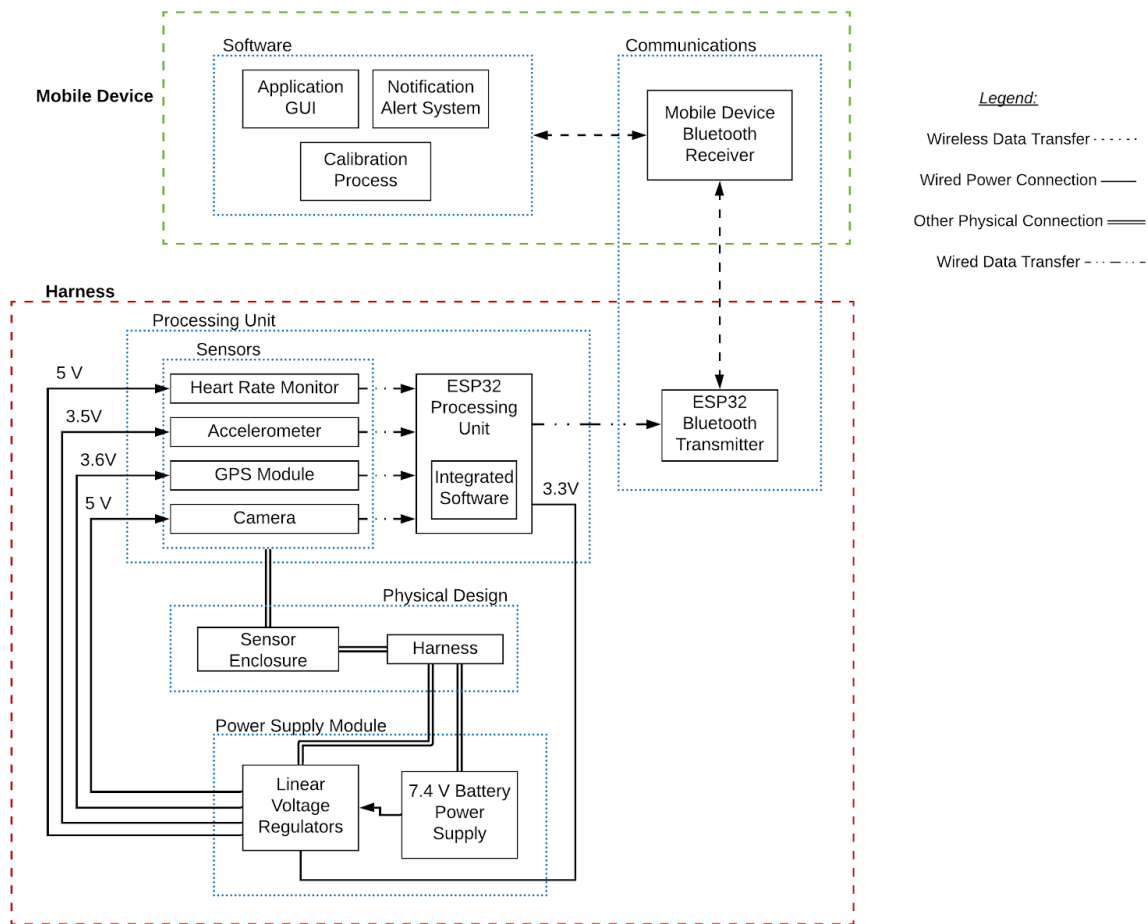 Software
Communications
Mobile Device
Application
GUI
Notification
Alert System
Calibration
Process
Mobile Device
Bluetooth
Receiver
Legend:
Wireless Data Transfer
Wired Power Connection
Other Physical Connection
Wired Data Transfer
Harness
Processing Unit
Sensors
5 V
Heart Rate Monitor
3.5V
Accelerometer
3.6V
GPS Module
5 V
Camera
ESP32
Processing
Unit
Integrated
Software
3.3V
ESP32
Bluetooth
Transmitter
Physical Design
Sensor
Enclosure
Harness
Power Supply Module
Linear
Voltage
Regulators
7.4 V Battery
Power
Supply